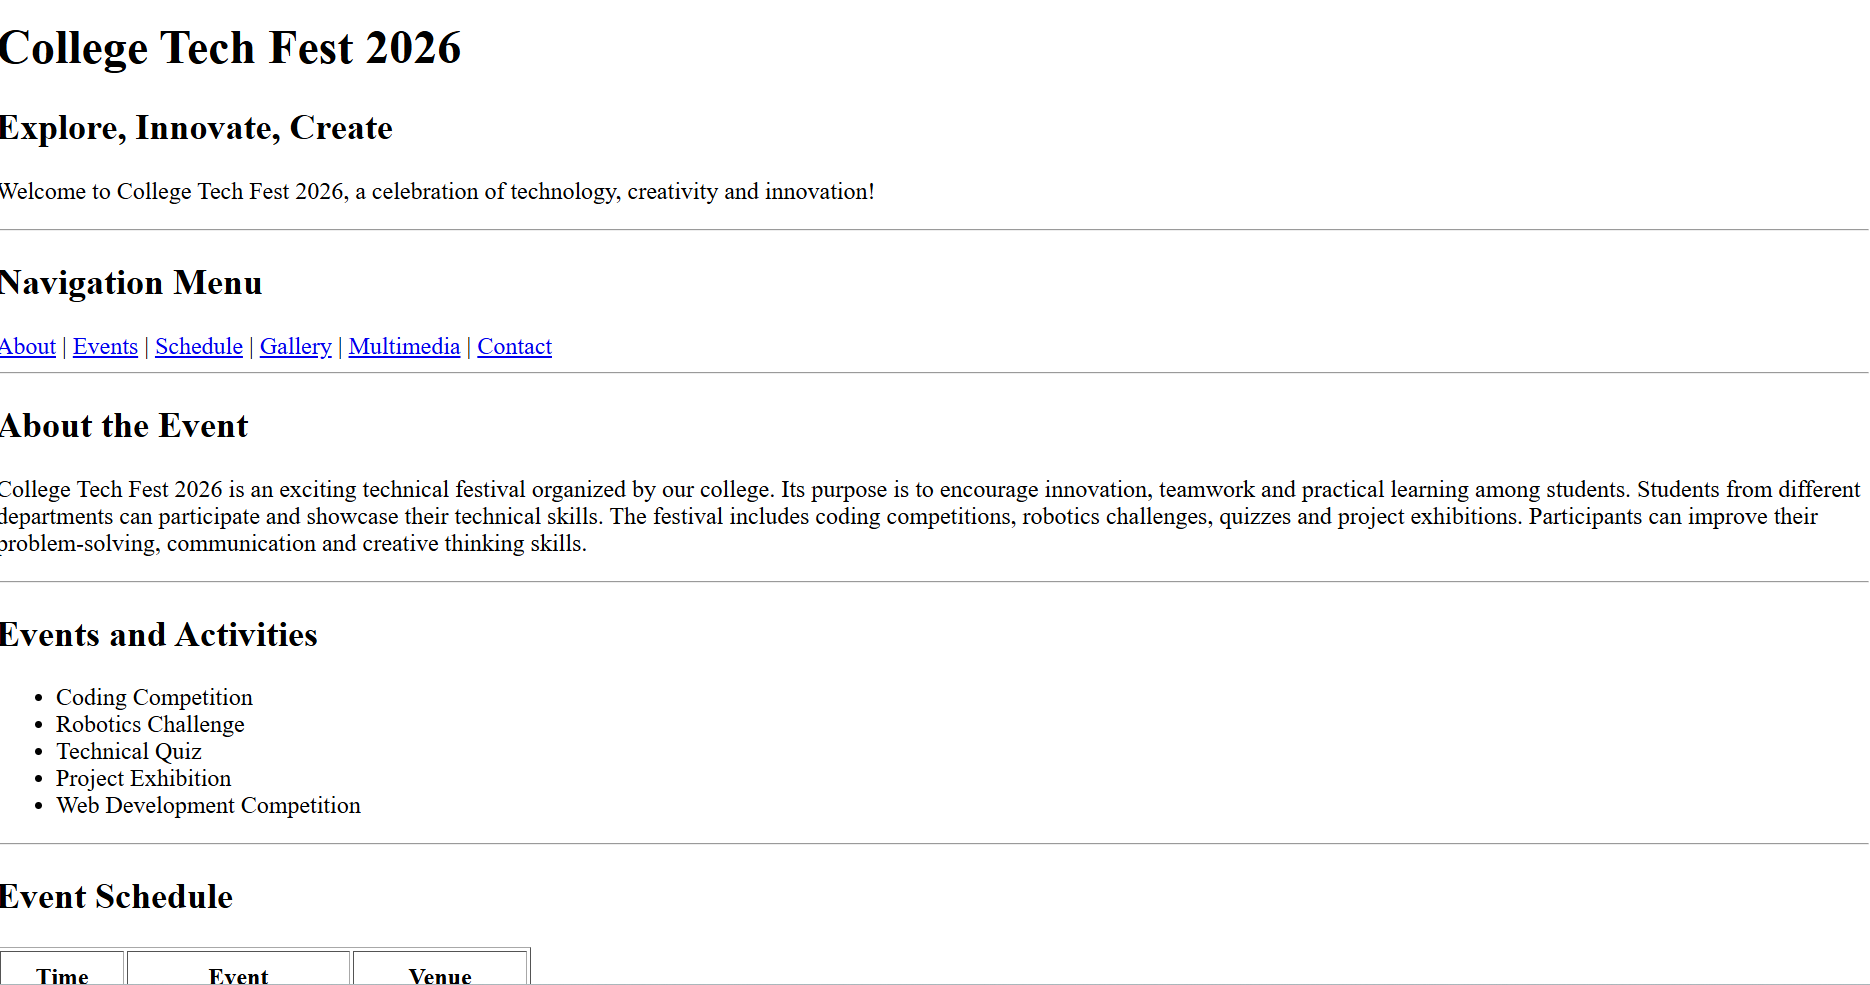 College Tech Fest 2026
Explore, Innovate, Create
Welcome to College Tech Fest 2026, a celebration of technology, creativity and innovation!
Navigation Menu
About | Events | Schedule | Gallery | Multimedia | Contact
About the Event
College Tech Fest 2026 is an exciting technical festival organized by our college. Its purpose is to encourage innovation, teamwork and practical learning among students. Students from different
departments can participate and showcase their technical skills. The festival includes coding competitions, robotics challenges, quizzes and project exhibitions. Participants can improve their
problem-solving, communication and creative thinking skills.
Events and Activities
• Coding Competition
• Robotics Challenge
• Technical Quiz
• Project Exhibition
• Web Development Competition
Event Schedule
Time Event Venue